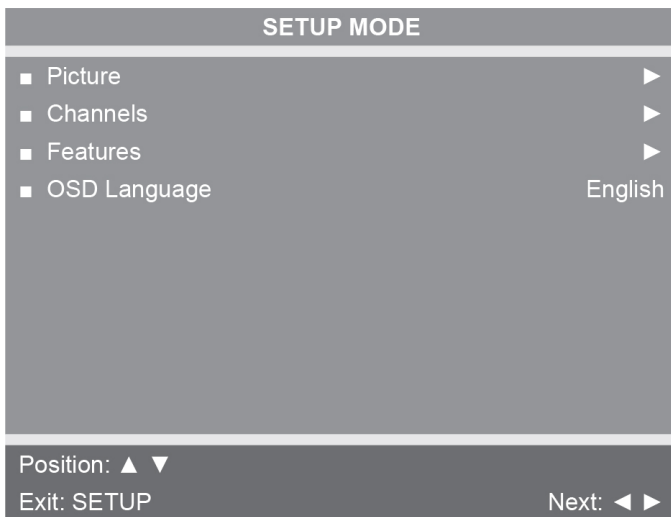 SETUP MODE
■ Picture ►
■ Channels ►
■ Features ►
■ OSD Language English
Position: ▲ ▼
Exit: SETUP Next: ◄ ►